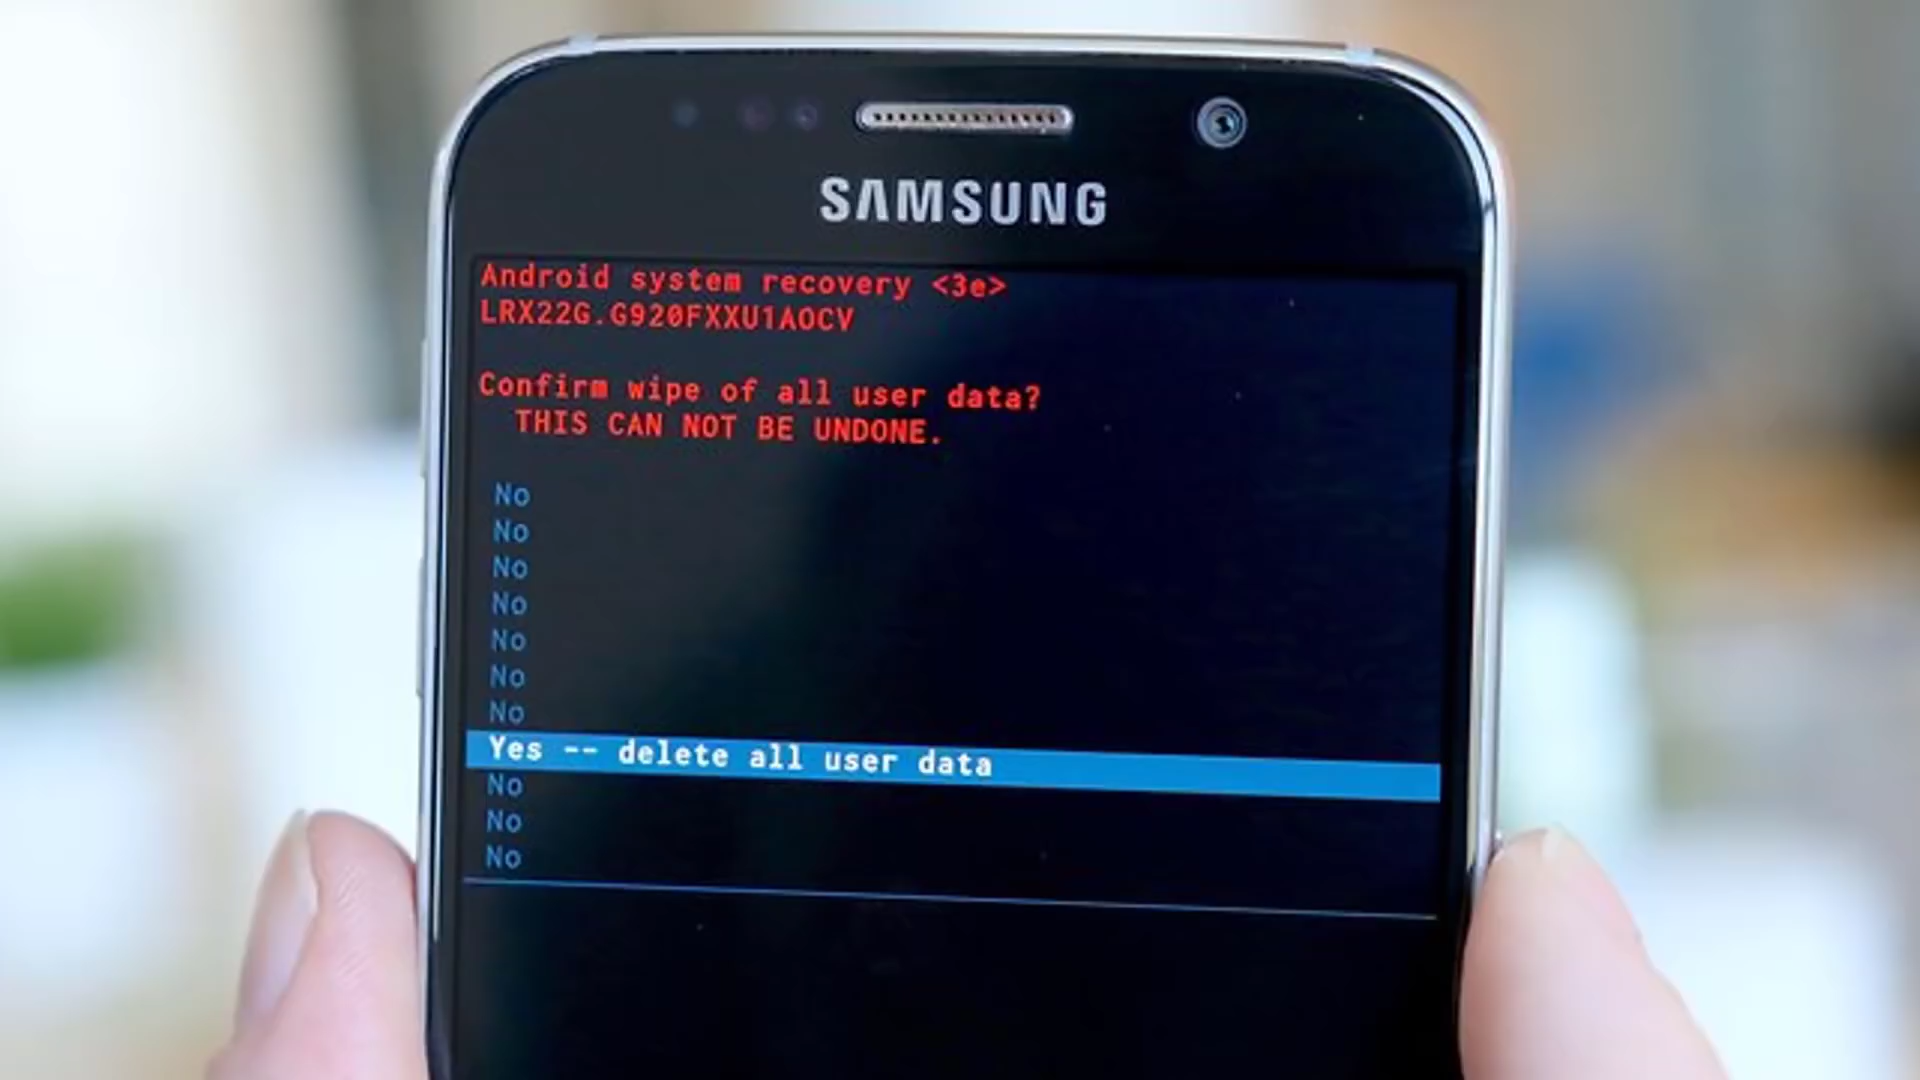 SAMSUNG
Android system recovery <3e>
LRX22G.G920FXXU1AOCV
Confirm wipe of all user data?
THIS CAN NOT BE UNDONE.
No
No
No
No
No
No
No
Yes -- delete all user data
No
No
No